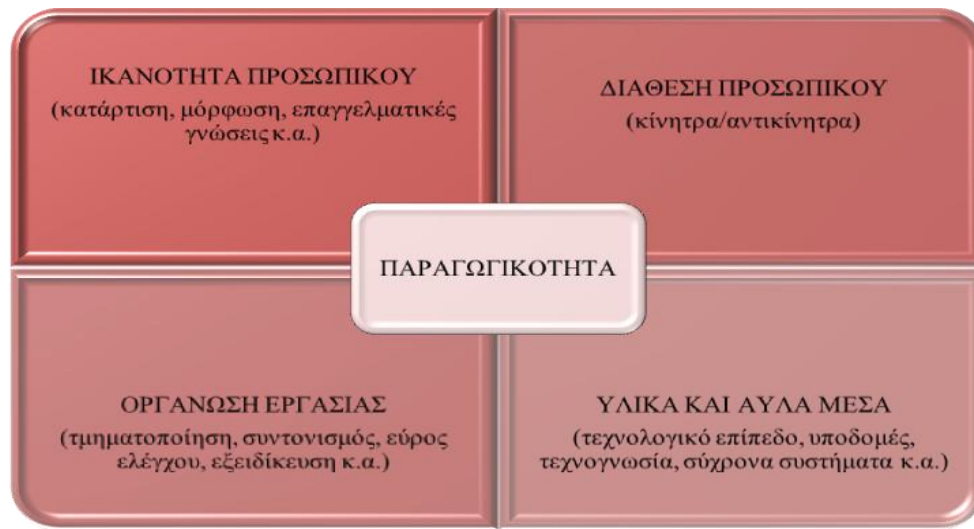 ΙΚΑΝΟΤΗΤΑ ΠΡΟΣΩΠΙΚΟΥ
(κατάρτιση, μόρφωση, επαγγελματικές
γνώσεις κ.α.)
ΔΙΑΘΕΣΗ ΠΡΟΣΩΠΙΚΟΥ
(κίνητρα/αντικίνητρα)
ΠΑΡΑΓΩΓΙΚΟΤΗΤΑ
ΟΡΓΑΝΩΣΗ ΕΡΓΑΣΙΑΣ
(τμηματοποίηση, συντονισμός, εύρος
ελέγχου, εξειδίκευση κ.α.)
ΥΛΙΚΑ ΚΑΙ ΑΥΛΑ ΜΕΣΑ
(τεχνολογικό επίπεδο, υποδομές,
τεχνογνωσία, σύχρονα συστήματα κ.α.)